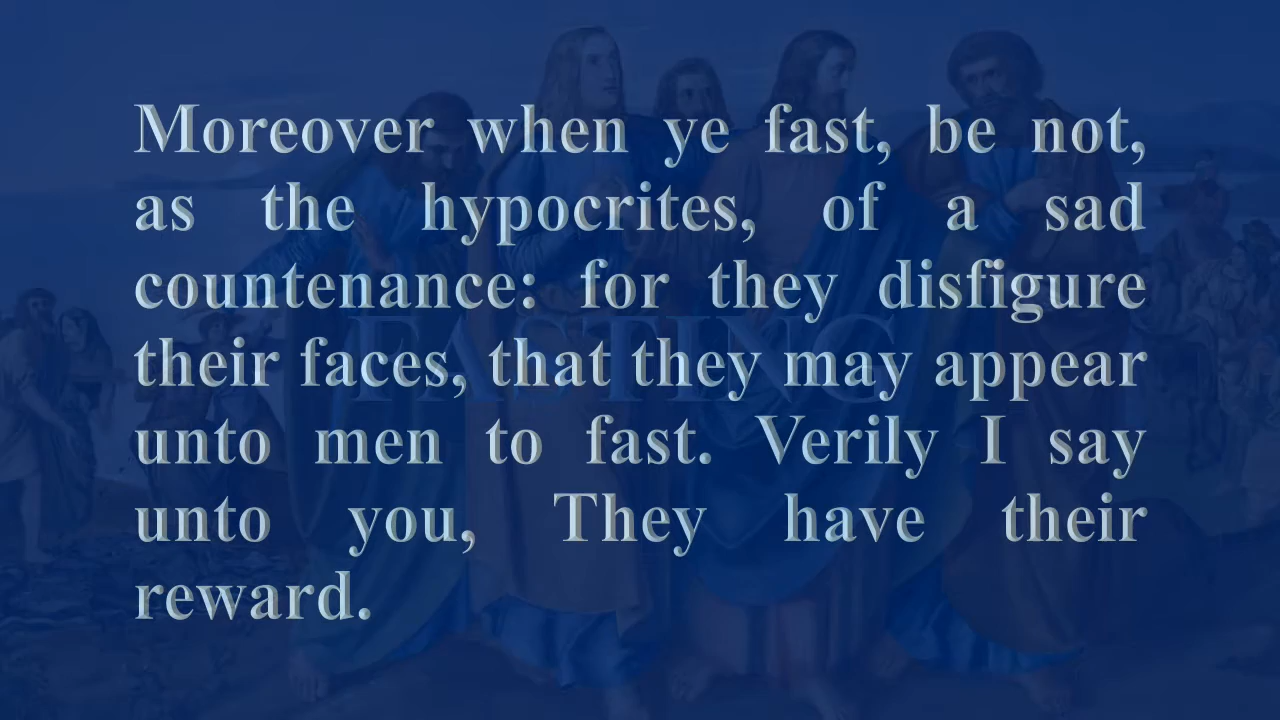 Moreover when ye fast, be not,
as the hypocrites, of a sad
countenance: for they disfigure
their faces, that they may appear
unto men to fast. Verily I say
unto you, They have their
reward.
FASTING